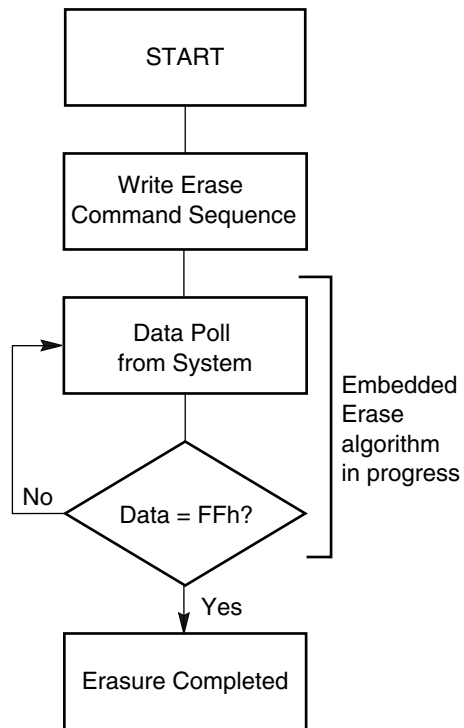 START
Write Erase
Command Sequence
Data Poll
from System
Embedded
Erase
algorithm
in progress
No
Data = FFh?
Yes
Erasure Completed